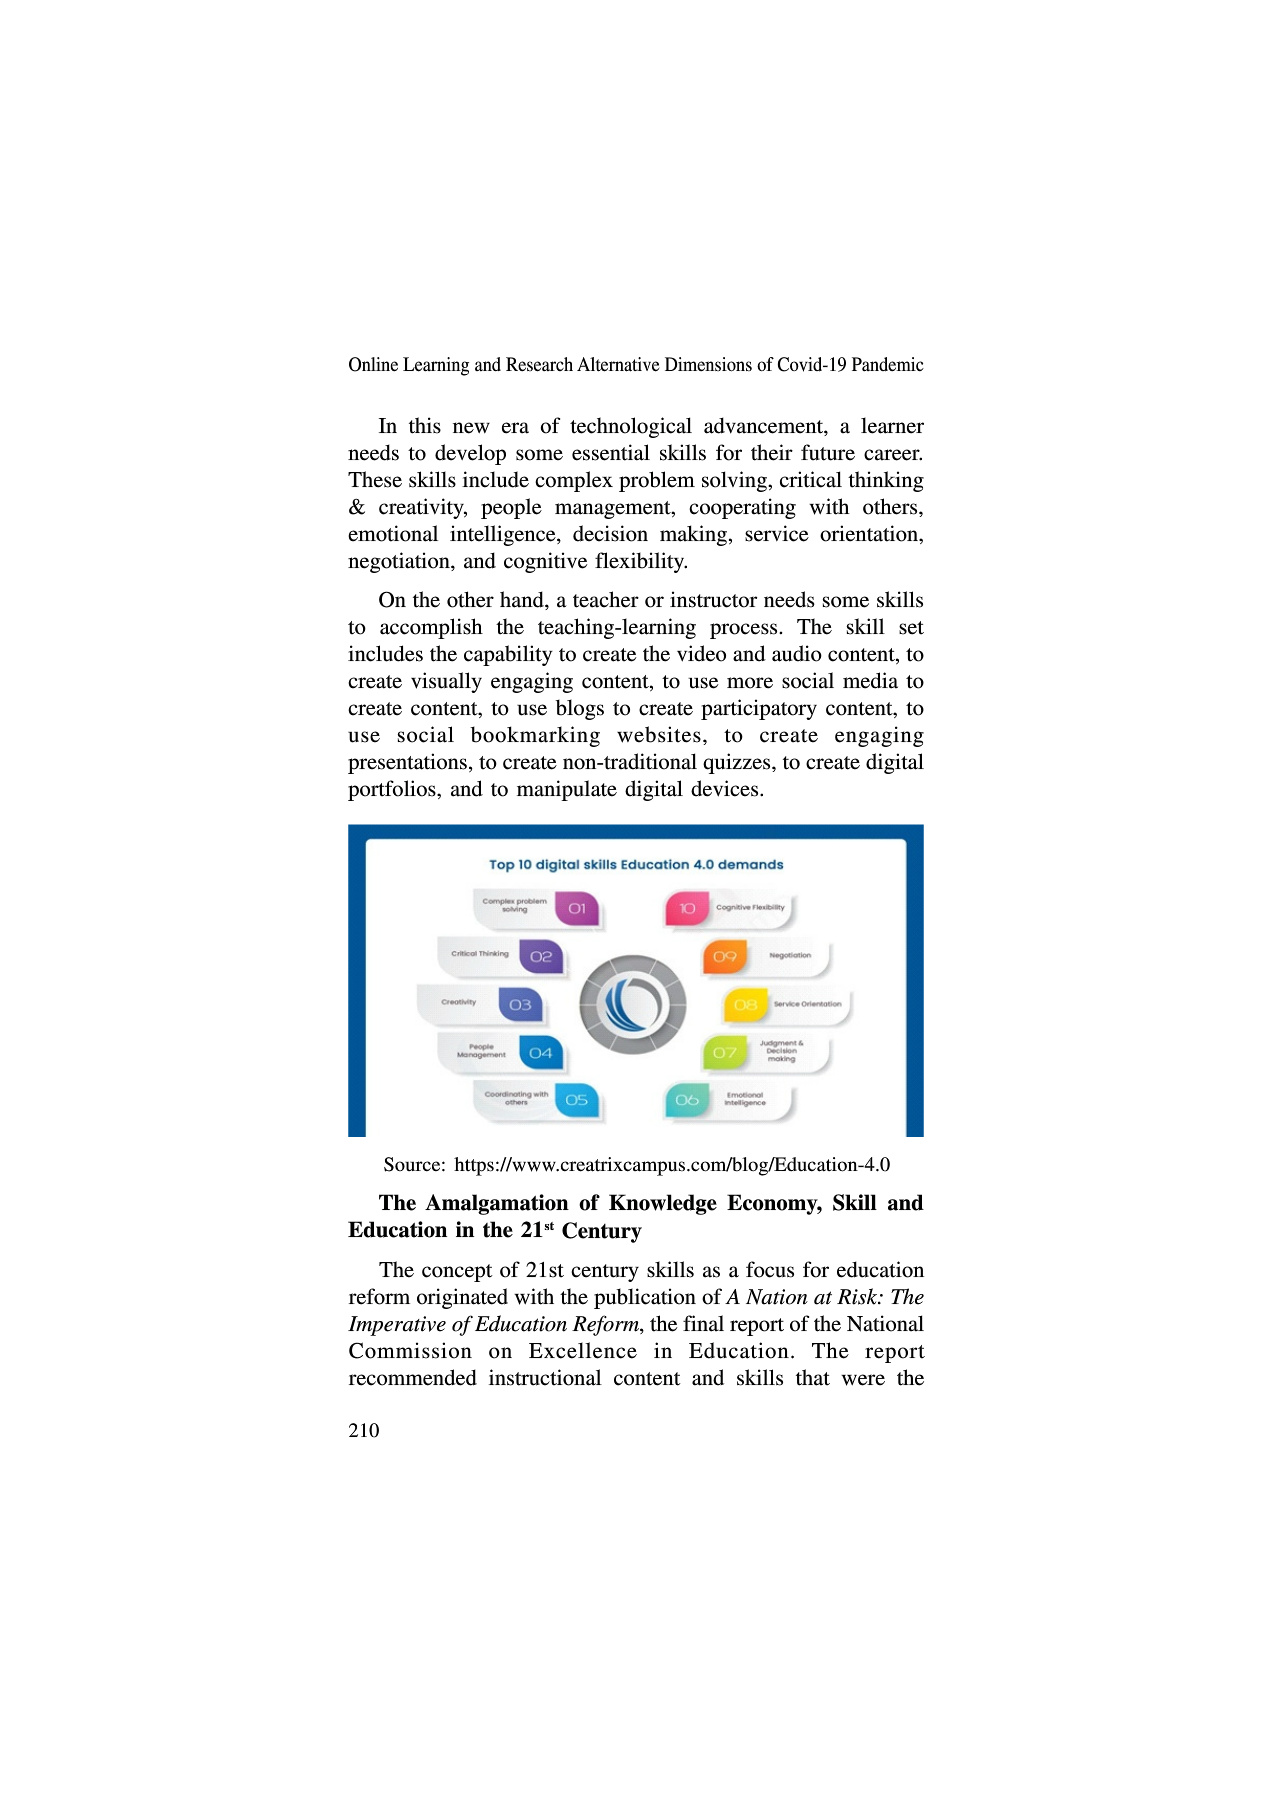 Online Learning and Research Alternative Dimensions of Covid-19 Pandemic
In this new era of technological advancement, a learner
needs to develop some essential skills for their future career.
These skills include complex problem solving, critical thinking
& creativity, people management, cooperating with others,
emotional intelligence, decision making, service orientation,
negotiation, and cognitive flexibility.
On the other hand, a teacher or instructor needs some skills
to accomplish the teaching-learning process. The skill set
includes the capability to create the video and audio content, to
create visually engaging content, to use more social media to
create content, to use blogs to create participatory content, to
use social bookmarking websites, to create engaging
presentations, to create non-traditional quizzes, to create digital
portfolios, and to manipulate digital devices.
Top 10 digital skills Education 4.0 demands
Complex problem
solving
01
Critical Thinking
02
Creativity
03
People
Management
04
Coordinating with
others
05
10
Cognitive Flexibility
09
Negotiation
08
Service Orientation
07
Judgment &
Decision
making
06
Emotional
Intelligence
Source: https://www.creatrixcampus.com/blog/Education-4.0
The Amalgamation of Knowledge Economy, Skill and
Education in the 21st Century
The concept of 21st century skills as a focus for education
reform originated with the publication of A Nation at Risk: The
Imperative of Education Reform, the final report of the National
Commission on Excellence in Education. The report
recommended instructional content and skills that were the
210